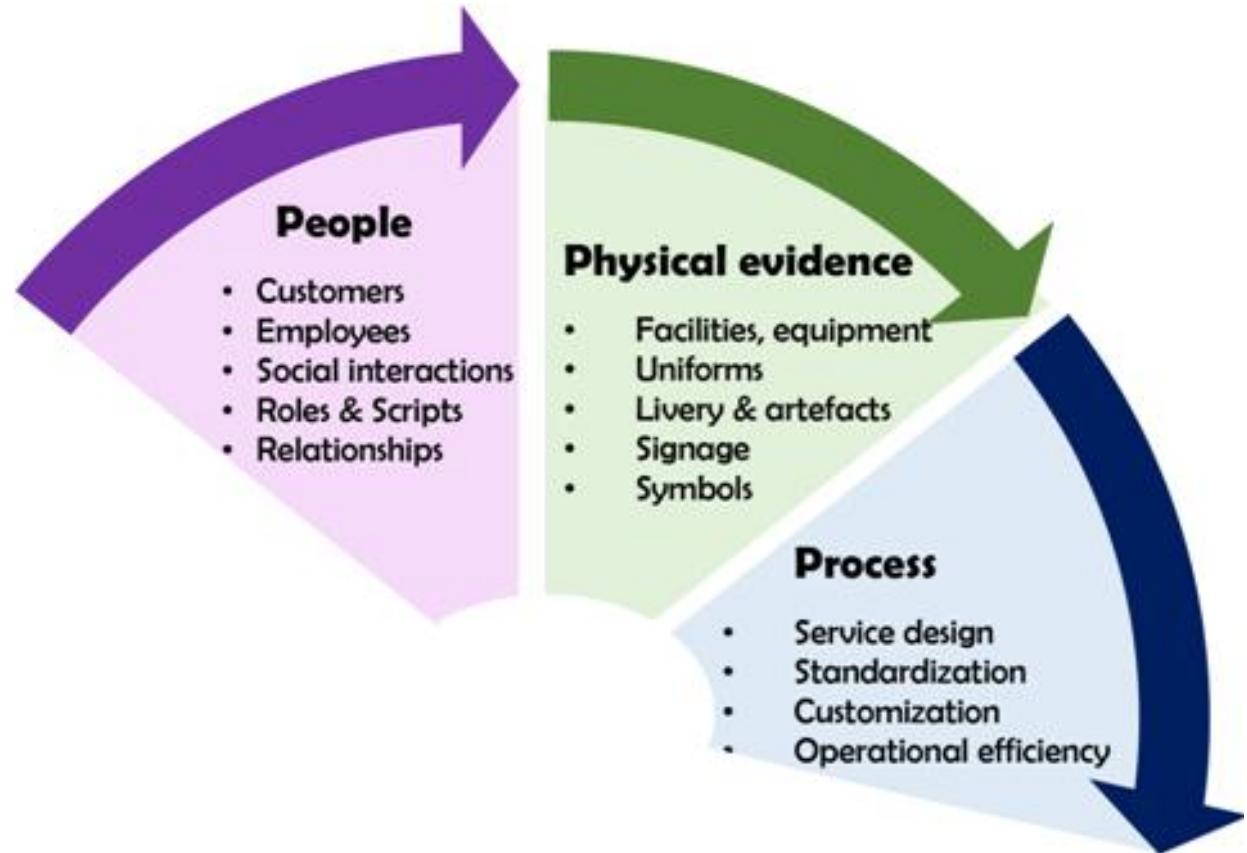 People
• Customers
• Employees
• Social interactions
• Roles & Scripts
• Relationships
Physical evidence
• Facilities, equipment
• Uniforms
• Livery & artefacts
• Signage
• Symbols
Process
• Service design
• Standardization
• Customization
• Operational efficiency